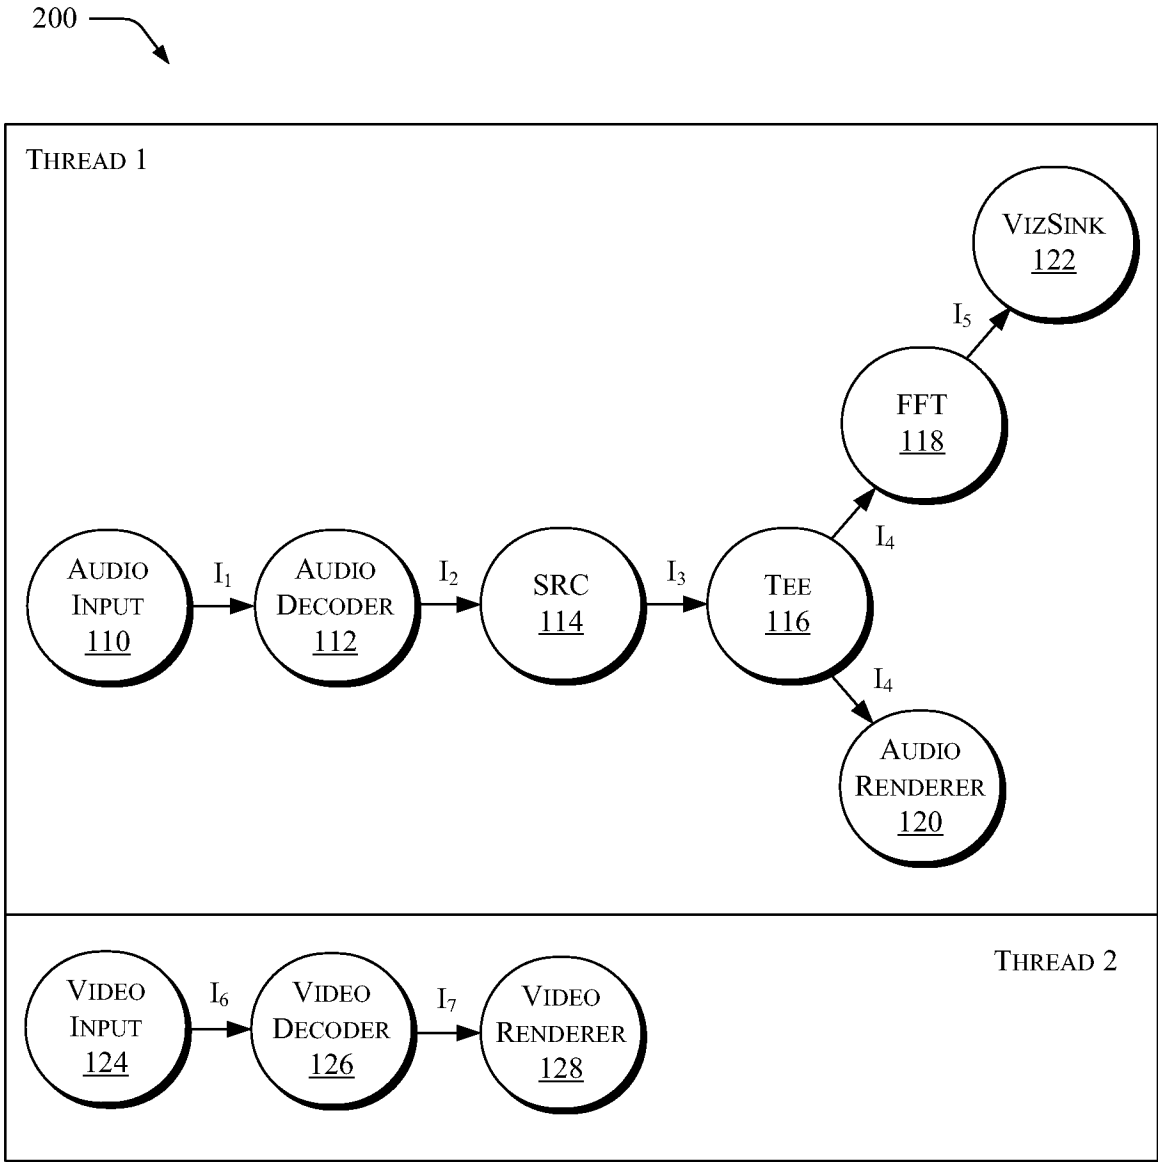 200
THREAD 1
VIZSINK
122
I5
FFT
118
I4
AUDIO
INPUT
110
I1
AUDIO
DECODER
112
I2
SRC
114
I3
TEE
116
I4
AUDIO
RENDERER
120
THREAD 2
VIDEO
INPUT
124
I6
VIDEO
DECODER
126
I7
VIDEO
RENDERER
128